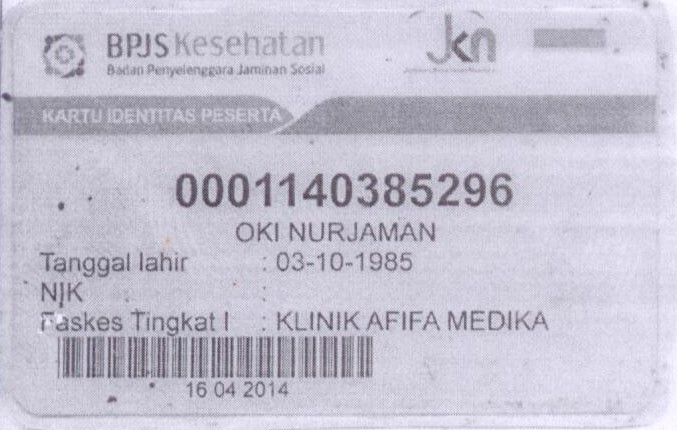 BPJS Kesehatan
Badan Penyelenggara Jaminan Sosial
jkn
KARTU IDENTITAS PESERTA
0001140385296
OKI NURJAMAN
Tanggal lahir : 03-10-1985
NIK :
Faskes Tingkat I : KLINIK AFIFA MEDIKA
16 04 2014